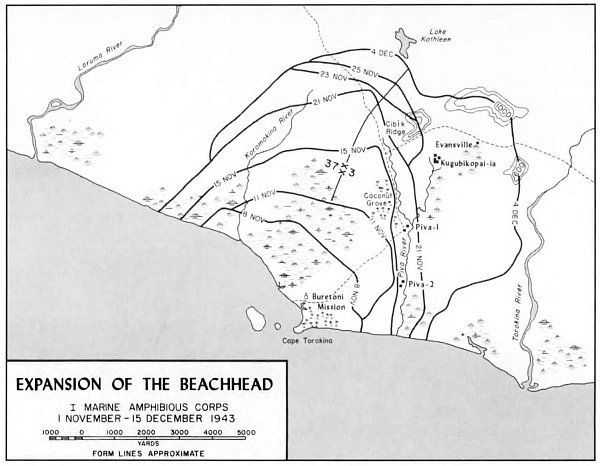 Laruma River
Lake
Kathleen
4 DEC
25 NOV
23 NOV
21 NOV
Koromokina River
Cibik
Ridge
Evansville
Kugubikopai-ia
15 NOV
15 NOV
37 X 3
X
11 NOV
8 NOV
Coconut
Grove
11 NOV
Piva-1
4 DEC
Piva River
21 NOV
8 NOV
Piva-2
Buretoni
Mission
Torokina River
Cape Torokina
EXPANSION OF THE BEACHHEAD
I MARINE AMPHIBIOUS CORPS
1 NOVEMBER - 15 DECEMBER 1943
1000 0 1000 2000 3000 4000 5000
YARDS
FORM LINES APPROXIMATE